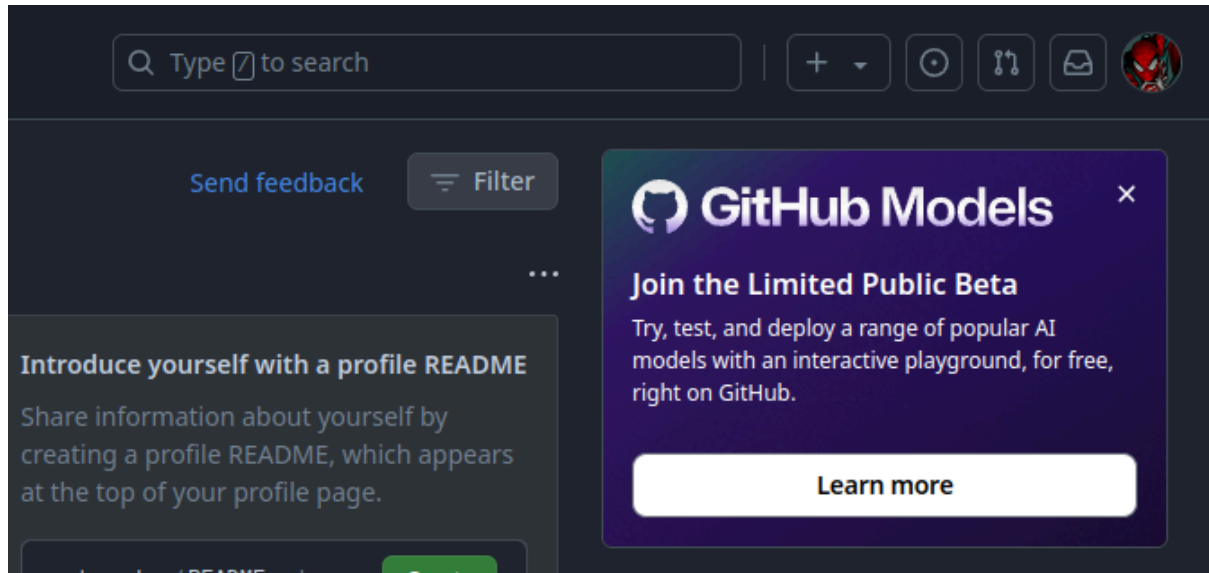 Type / to search
Send feedback
Filter
GitHub Models
Join the Limited Public Beta
Try, test, and deploy a range of popular AI
models with an interactive playground, for free,
right on GitHub.
Learn more
Introduce yourself with a profile README
Share information about yourself by
creating a profile README, which appears
at the top of your profile page.
/ README